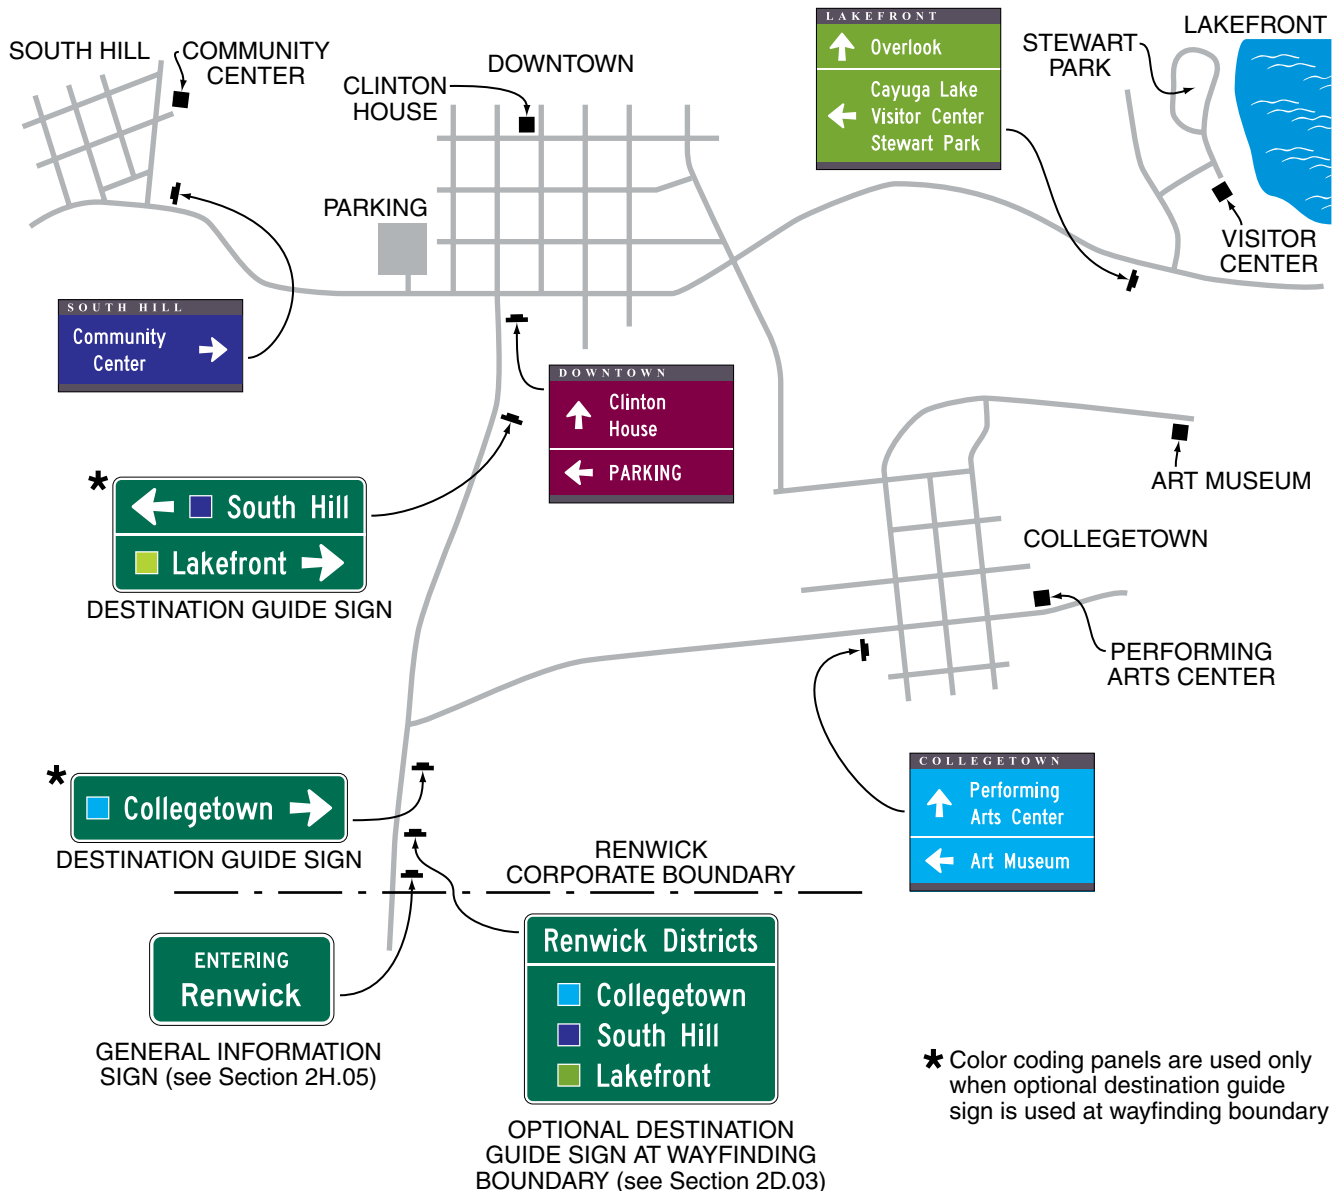 SOUTH HILL
COMMUNITY
CENTER
CLINTON
HOUSE
DOWNTOWN
LAKEFRONT
Overlook
Cayuga Lake
Visitor Center
Stewart Park
STEWART
PARK
LAKEFRONT
PARKING
VISITOR
CENTER
SOUTH HILL
Community
Center
DOWNTOWN
Clinton
House
PARKING
* South Hill
Lakefront
DESTINATION GUIDE SIGN
ART MUSEUM
COLLEGETOWN
PERFORMING
ARTS CENTER
* Collegetown
DESTINATION GUIDE SIGN
COLLEGETOWN
Performing
Arts Center
Art Museum
RENWICK
CORPORATE BOUNDARY
ENTERING
Renwick
GENERAL INFORMATION
SIGN (see Section 2H.05)
Renwick Districts
Collegetown
South Hill
Lakefront
OPTIONAL DESTINATION
GUIDE SIGN AT WAYFINDING
BOUNDARY (see Section 2D.03)
* Color coding panels are used only
when optional destination guide
sign is used at wayfinding boundary